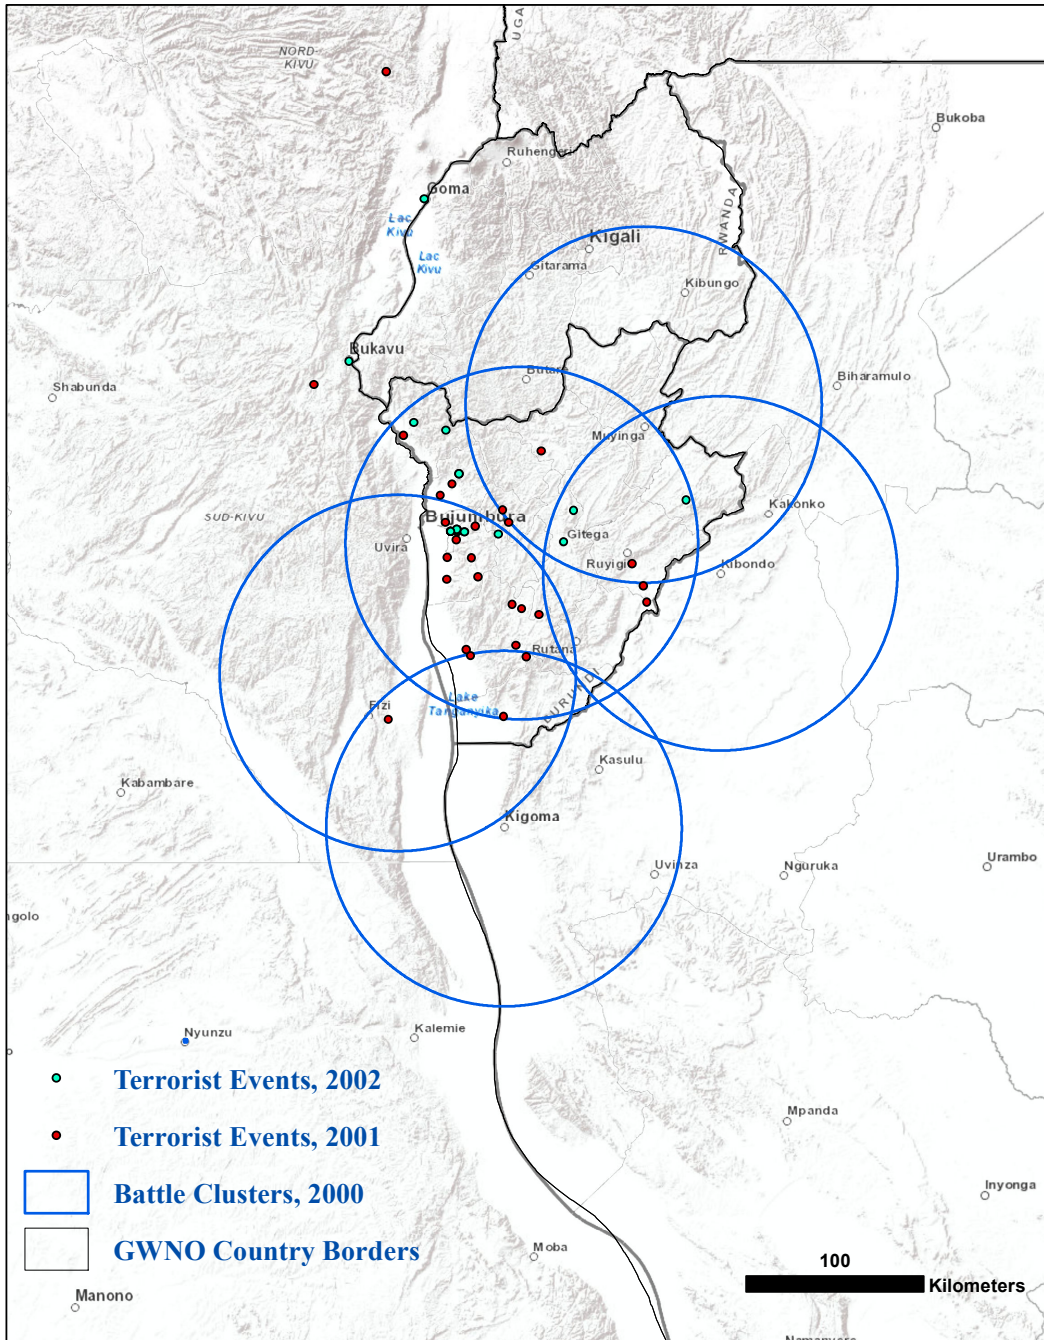 UGA
NORD-
KIVU
Bukoba
Ruhengeri
Goma
RWANDA
Lac
Kivu
Kigali
Lac
Kivu
Gitarama
Kibungo
Bukavu
Butare
Biharamulo
Shabunda
Muyinga
Kakonko
SUD-KIVU
Bujumbura
Uvira
Gitega
Ruyigi
Kibondo
Rutana
BURUNDI
Lake
Tanganyika
Fizi
Kasulu
Kabambare
Kigoma
Uvinza
Nguruka
Urambo
ngolo
Nyunzu
Kalemie
Terrorist Events, 2002
Mpanda
Terrorist Events, 2001
Battle Clusters, 2000
Inyonga
GWNO Country Borders
Moba
100
Kilometers
Manono